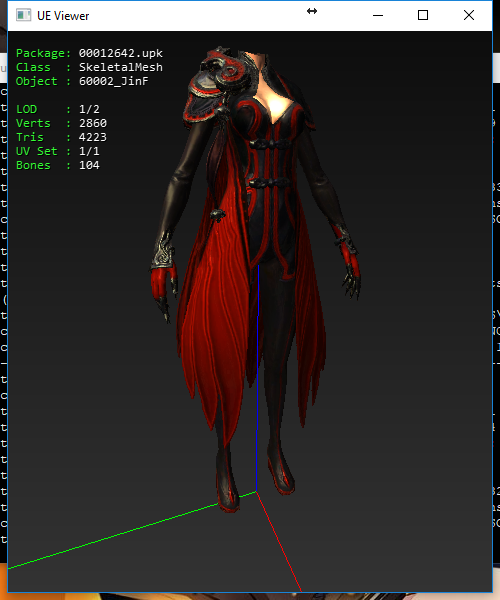 UE Viewer
Package: 00012642.upk
Class : SkeletalMesh
Object : 60002_JinF
LOD : 1/2
Verts : 2860
Tris : 4223
UV Set : 1/1
Bones : 104